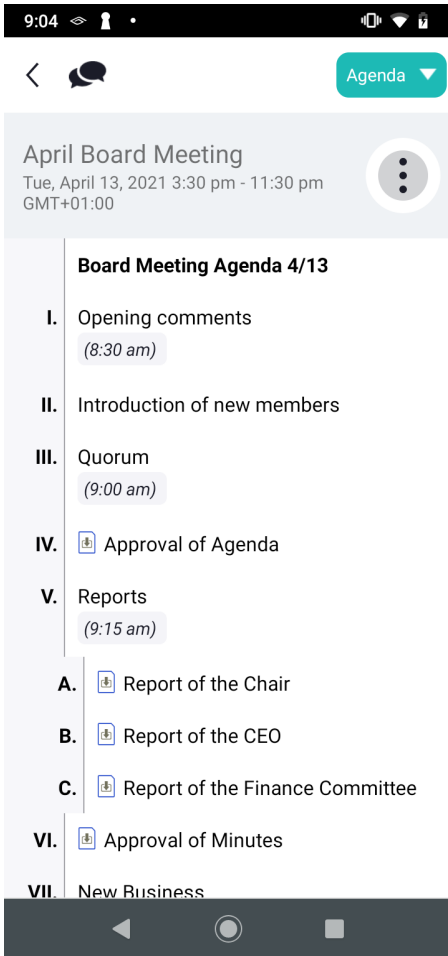 9:04
Agenda
April Board Meeting
Tue, April 13, 2021 3:30 pm - 11:30 pm
GMT+01:00
Board Meeting Agenda 4/13
I. Opening comments
(8:30 am)
II. Introduction of new members
III. Quorum
(9:00 am)
IV. Approval of Agenda
V. Reports
(9:15 am)
A. Report of the Chair
B. Report of the CEO
C. Report of the Finance Committee
VI. Approval of Minutes
VII. New Business